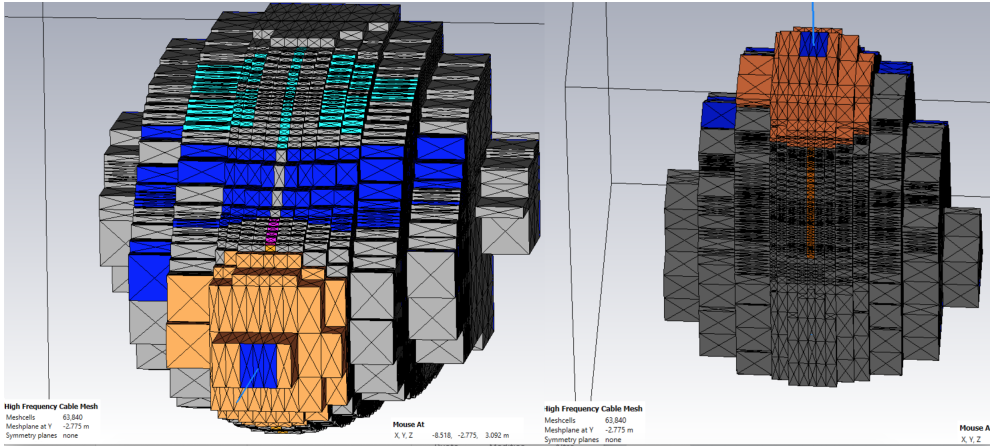 High Frequency Cable Mesh
Meshcells 63,840
Meshplane at Y -2.775 m
Symmetry planes none
Mouse At
X, Y, Z -8.518, -2.775, 3.092 m
High Frequency Cable Mesh
Meshcells 63,840
Meshplane at Y -2.775 m
Symmetry planes none
Mouse A
X, Y, Z